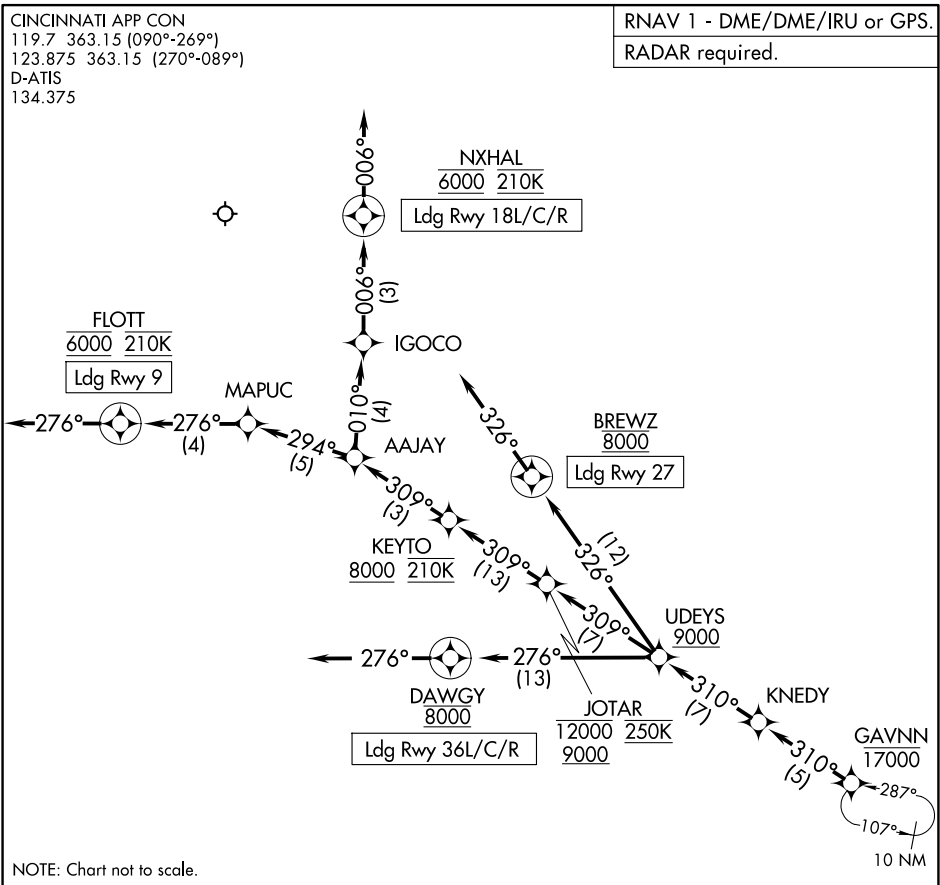 CINCINNATI APP CON
119.7 363.15 (090°-269°)
123.875 363.15 (270°-089°)
D-ATIS
134.375
RNAV 1 - DME/DME/IRU or GPS.
RADAR required.
006°
NXHAL
6000 210K
Ldg Rwy 18L/C/R
006°
(3)
IGOCO
FLOTT
6000 210K
Ldg Rwy 9
MAPUC
010°
(4)
276°
276°
(4)
294°
(5)
AAJAY
326°
BREWZ
8000
Ldg Rwy 27
309°
(3)
KEYTO
8000 210K
309°
(13)
(12)
326°
309°
(7)
UDEYS
9000
276°
276°
(13)
DAWGY
8000
Ldg Rwy 36L/C/R
JOTAR
12000 250K
9000
310°
(7)
KNEDY
310°
(5)
GAVNN
17000
287°
107°
10 NM
NOTE: Chart not to scale.